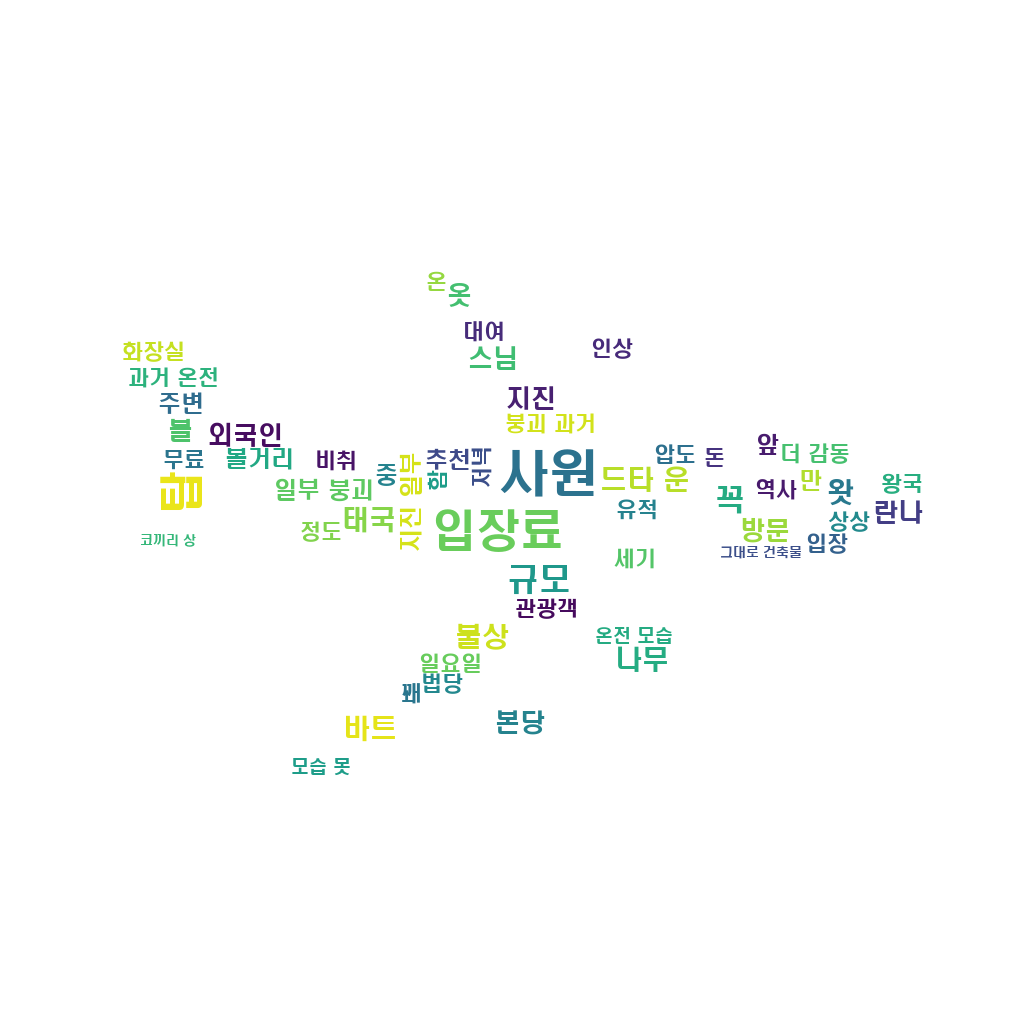 온
옷
대여
스님
인상
화장실
과거 온전
주변
지진
볼
외국인
붕괴 과거
앞
더 감동
무료
볼거리
비취
중
일부
추천
함
저녁
사원
압도
돈
탑
일부 붕괴
드타 운
꼭
역사
만
왓
왕국
정도
태국
지진
입장료
유적
방문
상상
란나
코끼리 상
세기
그대로 건축물
입장
규모
관광객
불상
온전 모습
나무
일요일
법당
꽤
바트
본당
모습 못